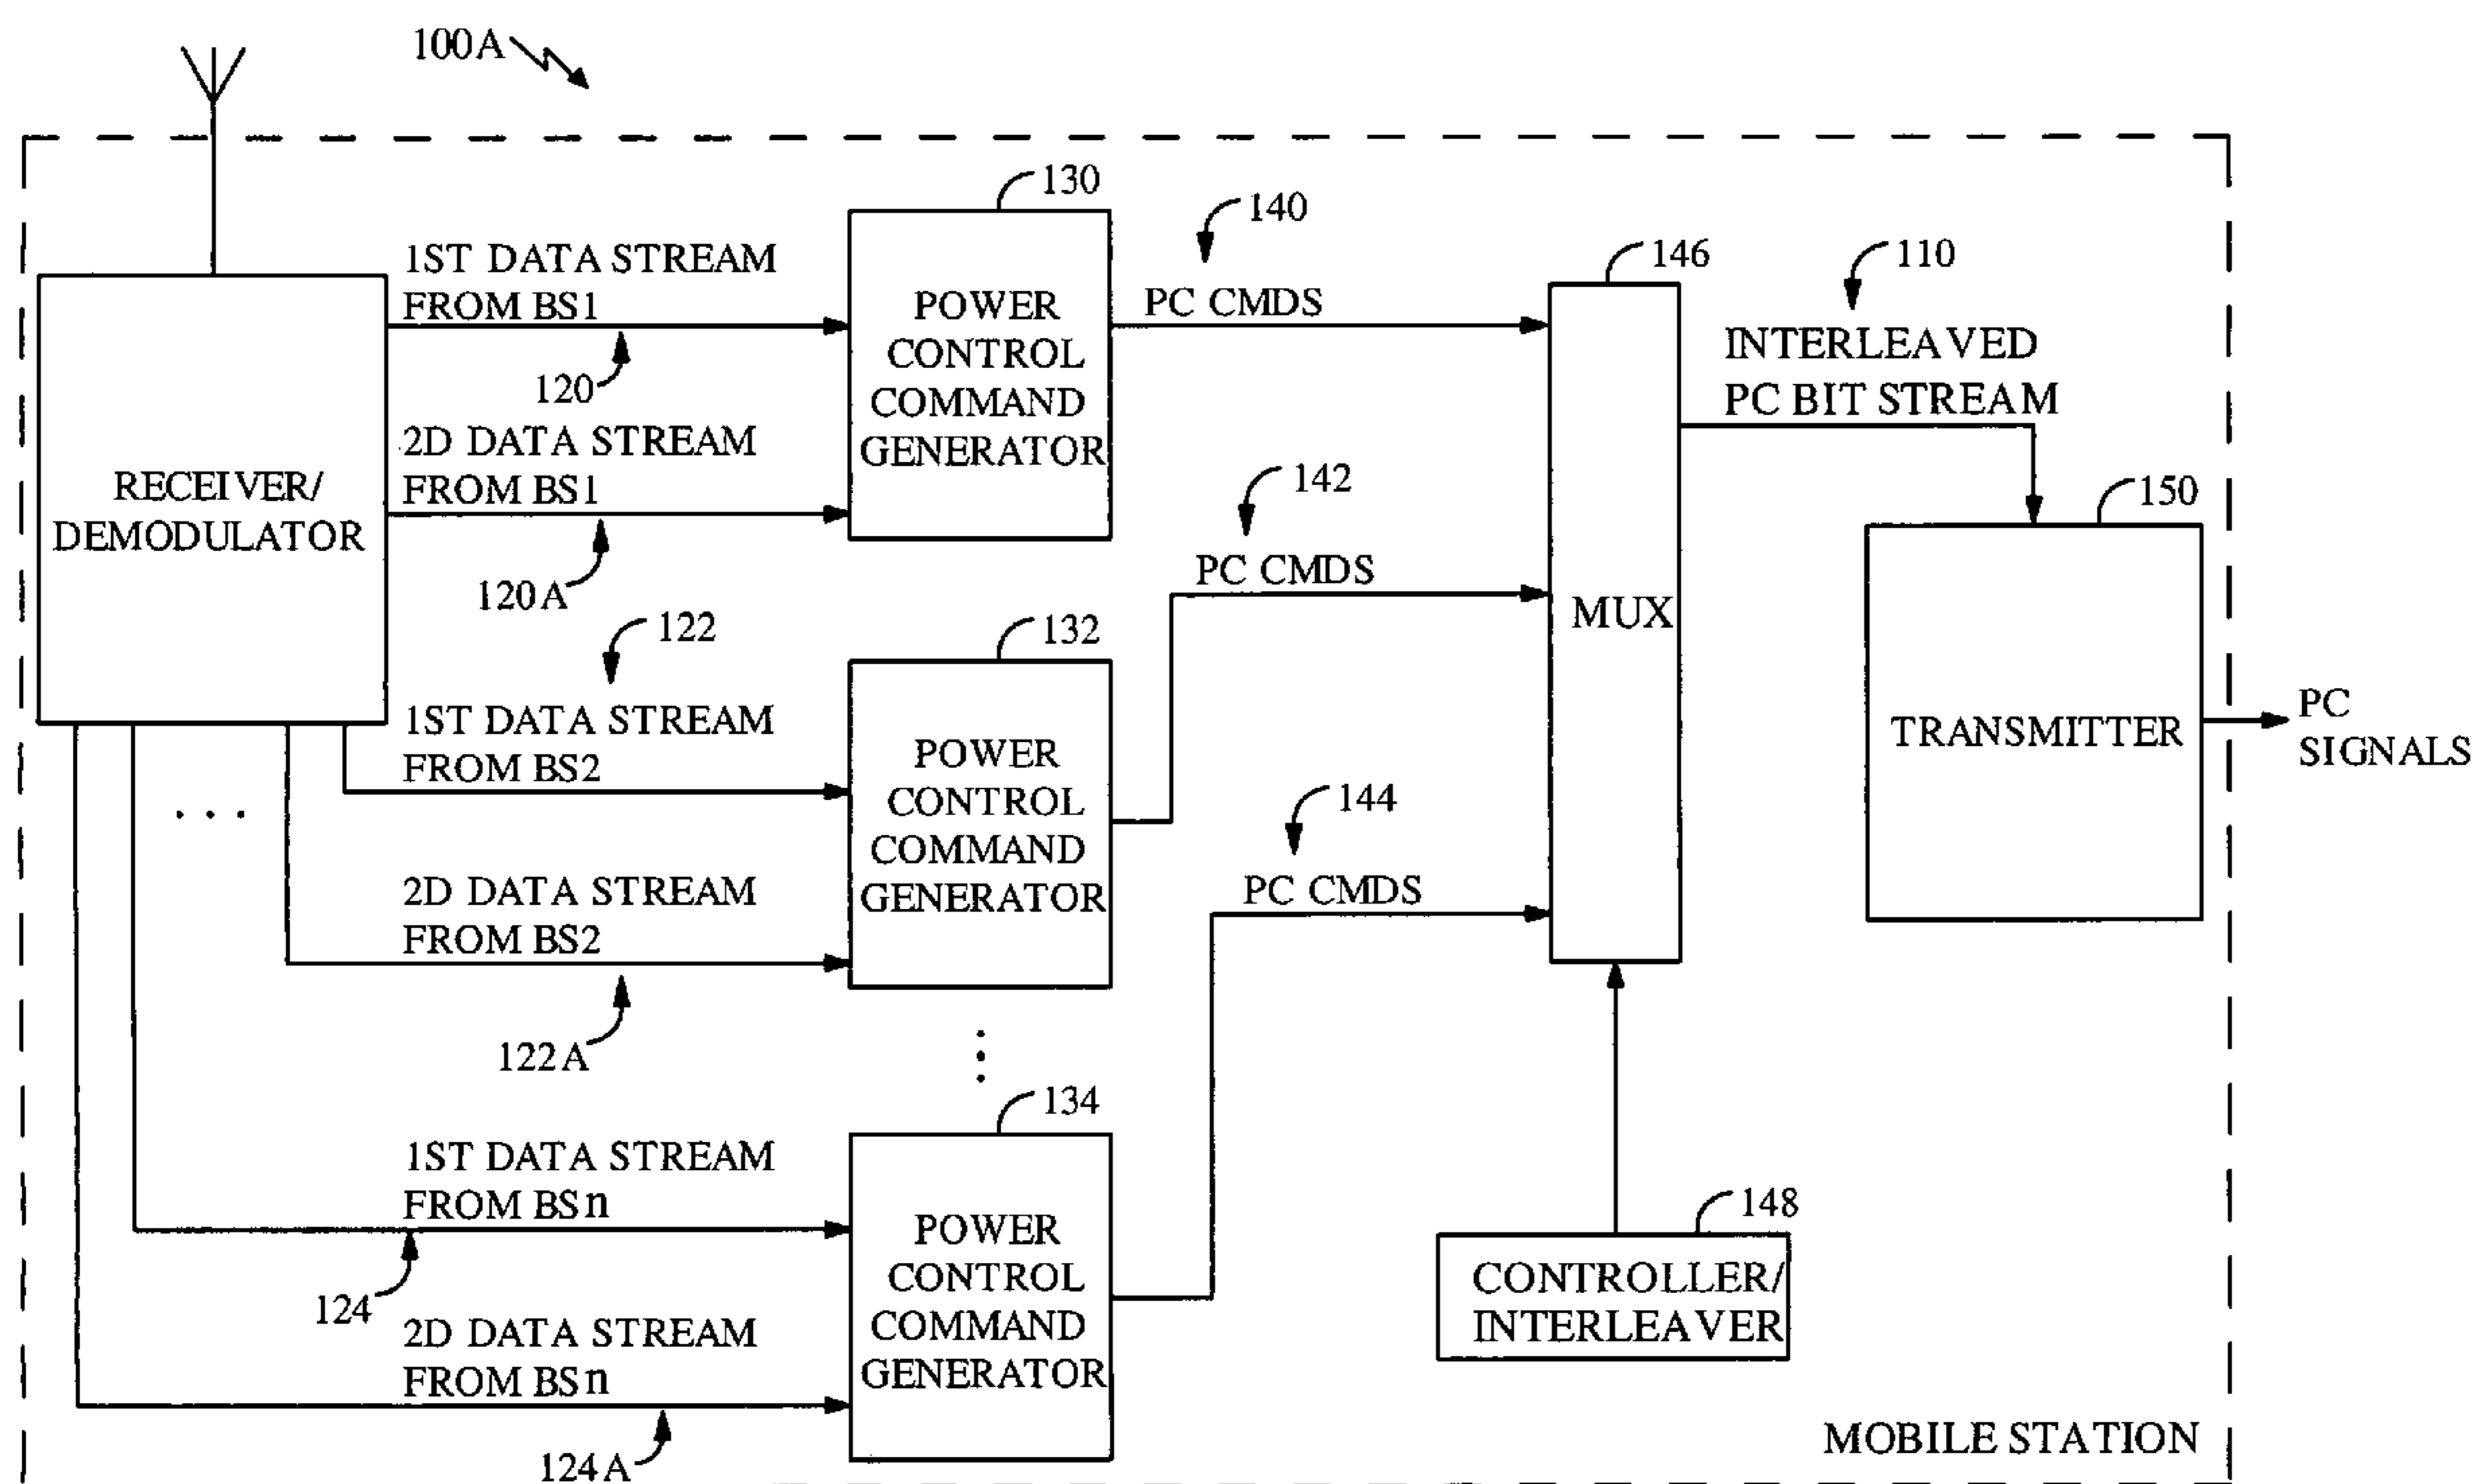 100A
130
140
146
110
1ST DATA STREAM
FROM BS1
120
2D DATA STREAM
FROM BS1
120A
RECEIVER/
DEMODULATOR
POWER
CONTROL
COMMAND
GENERATOR
PC CMDS
INTERLEAVED
PC BIT STREAM
142
PC CMDS
MUX
150
TRANSMITTER
PC
SIGNALS
122
132
1ST DATA STREAM
FROM BS2
. . .
2D DATA STREAM
FROM BS2
122A
POWER
CONTROL
COMMAND
GENERATOR
144
PC CMDS
134
1ST DATA STREAM
FROM BSn
124
2D DATA STREAM
FROM BSn
124A
POWER
CONTROL
COMMAND
GENERATOR
148
CONTROLLER/
INTERLEAVER
MOBILE STATION